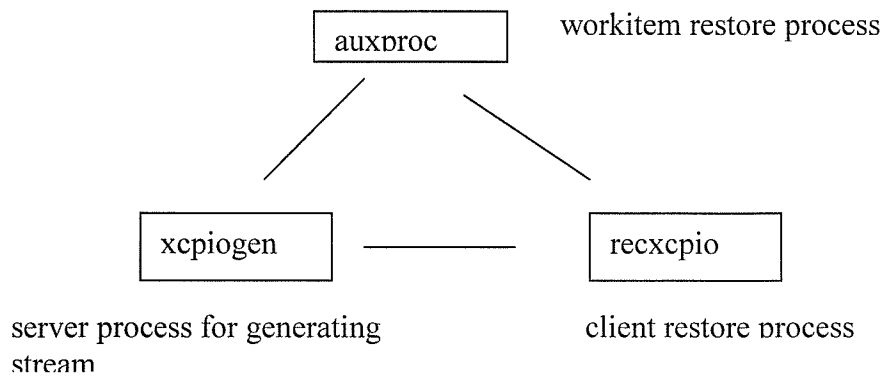 auxproc
workitem restore process
xcpiogen
recxcpio
server process for generating
stream
client restore process